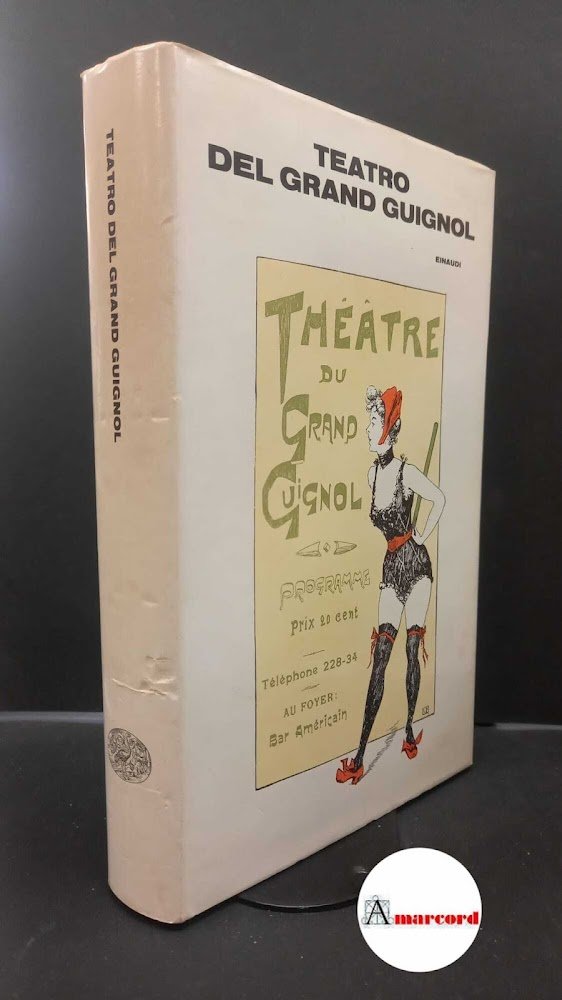 TEATRO DEL GRAND GUIGNOL
TEATRO
DEL GRAND GUIGNOL
EINAUDI
THÉÂTRE
DU
GRAND
GUIGNOL
PROGRAMME
Prix 20 cent
Téléphone 228-34
AU FOYER:
Bar Américain
Amarcord